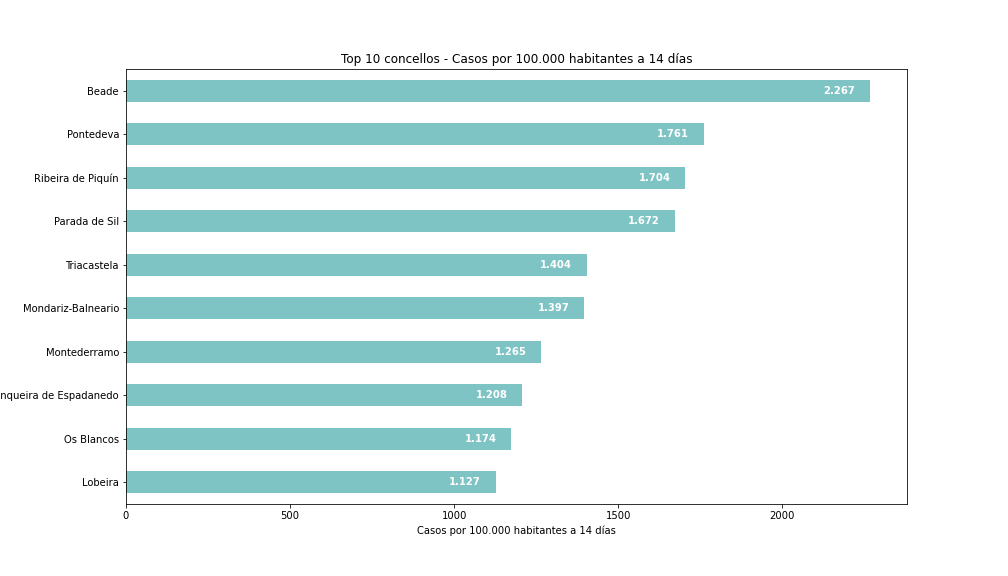 Top 10 concellos - Casos por 100.000 habitantes a 14 días
Beade 2.267
Pontedeva 1.761
Ribeira de Piquín 1.704
Parada de Sil 1.672
Triacastela 1.404
Mondariz-Balneario 1.397
Montederramo 1.265
nqueira de Espadanedo 1.208
Os Blancos 1.174
Lobeira 1.127
0 500 1000 1500 2000
Casos por 100.000 habitantes a 14 días